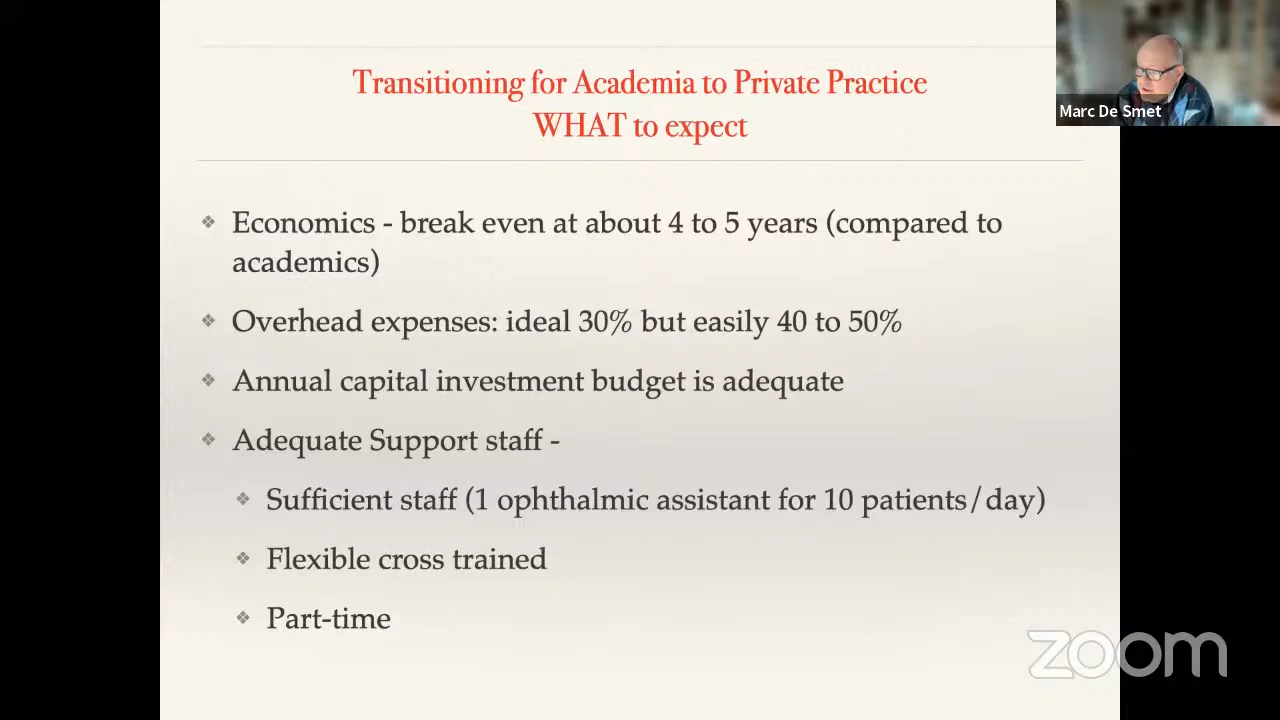 Transitioning for Academia to Private Practice
WHAT to expect
Marc De Smet
❖ Economics - break even at about 4 to 5 years (compared to
academics)
❖ Overhead expenses: ideal 30% but easily 40 to 50%
❖ Annual capital investment budget is adequate
❖ Adequate Support staff -
❖ Sufficient staff (1 ophthalmic assistant for 10 patients/day)
❖ Flexible cross trained
❖ Part-time
zoom